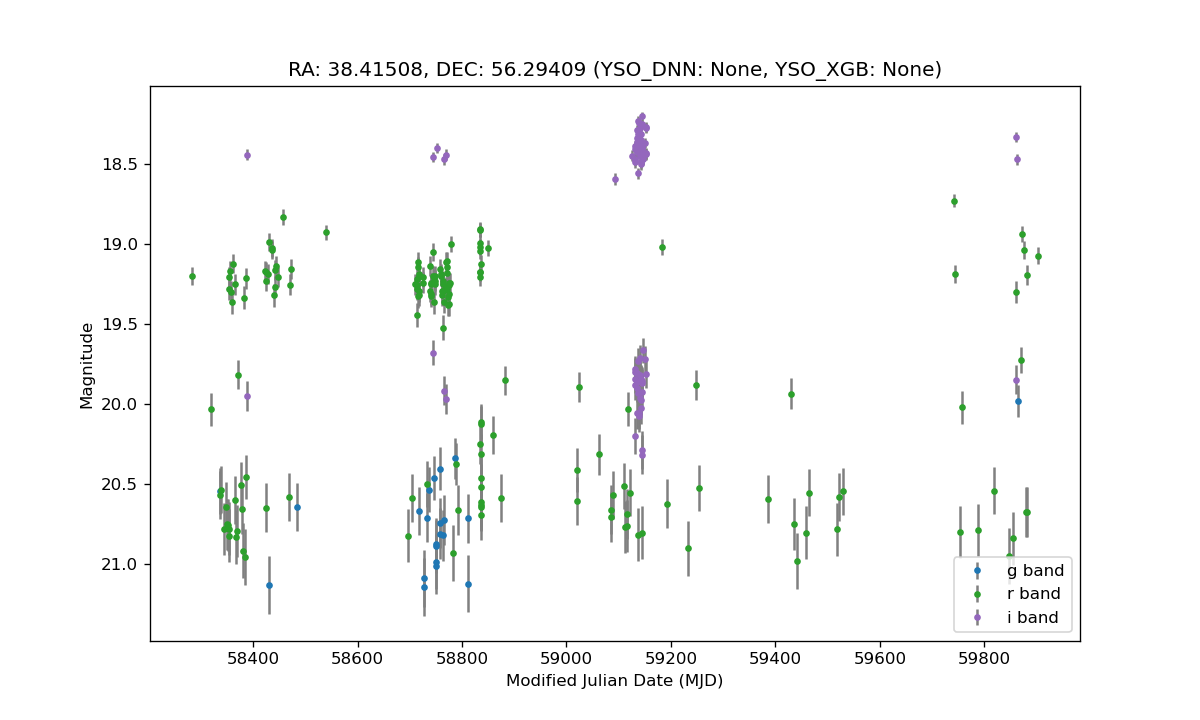 RA: 38.41508, DEC: 56.29409 (YSO_DNN: None, YSO_XGB: None)
18.5
19.0
19.5
20.0
20.5
21.0
Magnitude
58400 58600 58800 59000 59200 59400 59600 59800
Modified Julian Date (MJD)
g band
r band
i band